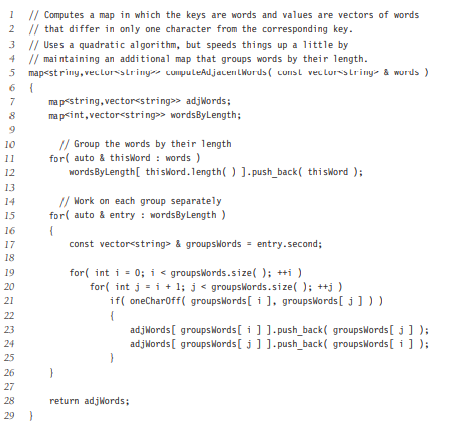 1 // Computes a map in which the keys are words and values are vectors of words
2 // that differ in only one character from the corresponding key.
3 // Uses a quadratic algorithm, but speeds things up a little by
4 // maintaining an additional map that groups words by their length.
5 map<string,vector<string>> computeAdjacentWords( const vector<string> & words )
6 {
7 map<string,vector<string>> adjWords;
8 map<int,vector<string>> wordsByLength;
9
10 // Group the words by their length
11 for( auto & thisWord : words )
12 wordsByLength[ thisWord.length( ) ].push_back( thisWord );
13
14 // Work on each group separately
15 for( auto & entry : wordsByLength )
16 {
17 const vector<string> & groupsWords = entry.second;
18
19 for( int i = 0; i < groupsWords.size( ); ++i )
20 for( int j = i + 1; j < groupsWords.size( ); ++j )
21 if( oneCharOff( groupsWords[ i ], groupsWords[ j ] ) )
22 {
23 adjWords[ groupsWords[ i ] ].push_back( groupsWords[ j ] );
24 adjWords[ groupsWords[ j ] ].push_back( groupsWords[ i ] );
25 }
26 }
27
28 return adjWords;
29 }